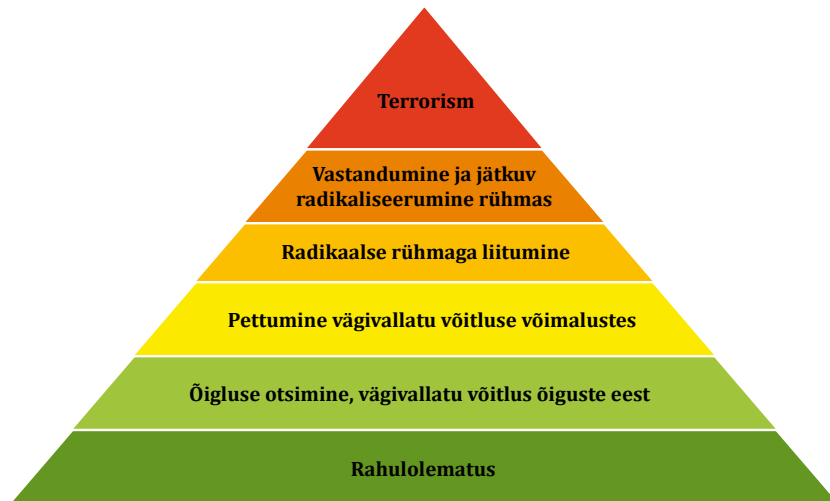 Terrorism
Vastandumine ja jätkuv
radikaliseerumine rühmas
Radikaalse rühmaga liitumine
Pettumine vägivallatu võitluse võimalustes
Õigluse otsimine, vägivallatu võitlus õiguste eest
Rahulolematus